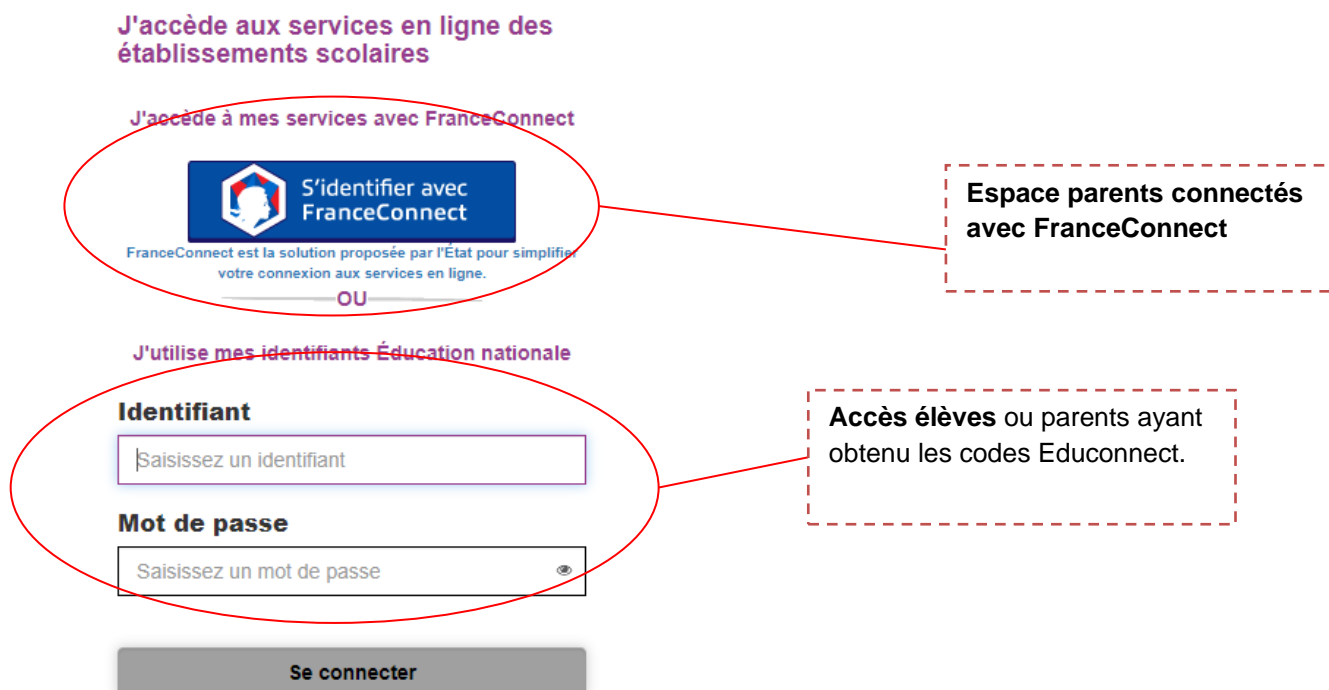 J'accède aux services en ligne des
établissements scolaires
J'accède à mes services avec FranceConnect
S'identifier avec
FranceConnect
FranceConnect est la solution proposée par l'État pour simplifier
votre connexion aux services en ligne.
OU
Espace parents connectés
avec FranceConnect
J'utilise mes identifiants Éducation nationale
Identifiant
Saisissez un identifiant
Accès élèves ou parents ayant
obtenu les codes Educonnect.
Mot de passe
Saisissez un mot de passe
Se connecter